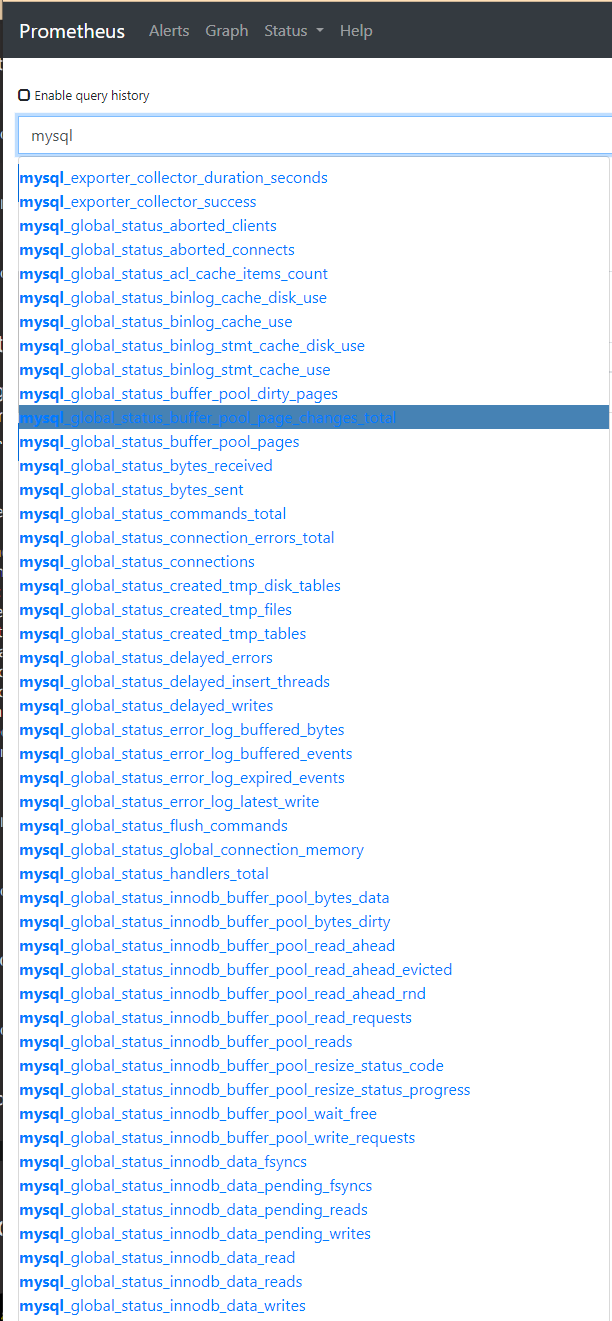 Prometheus Alerts Graph Status Help
Enable query history
mysql
mysql_exporter_collector_duration_seconds
mysql_exporter_collector_success
mysql_global_status_aborted_clients
mysql_global_status_aborted_connects
mysql_global_status_acl_cache_items_count
mysql_global_status_binlog_cache_disk_use
mysql_global_status_binlog_cache_use
mysql_global_status_binlog_stmt_cache_disk_use
mysql_global_status_binlog_stmt_cache_use
mysql_global_status_buffer_pool_dirty_pages
mysql_global_status_buffer_pool_page_changes_total
mysql_global_status_buffer_pool_pages
mysql_global_status_bytes_received
mysql_global_status_bytes_sent
mysql_global_status_commands_total
mysql_global_status_connection_errors_total
mysql_global_status_connections
mysql_global_status_created_tmp_disk_tables
mysql_global_status_created_tmp_files
mysql_global_status_created_tmp_tables
mysql_global_status_delayed_errors
mysql_global_status_delayed_insert_threads
mysql_global_status_delayed_writes
mysql_global_status_error_log_buffered_bytes
mysql_global_status_error_log_buffered_events
mysql_global_status_error_log_expired_events
mysql_global_status_error_log_latest_write
mysql_global_status_flush_commands
mysql_global_status_global_connection_memory
mysql_global_status_handlers_total
mysql_global_status_innodb_buffer_pool_bytes_data
mysql_global_status_innodb_buffer_pool_bytes_dirty
mysql_global_status_innodb_buffer_pool_read_ahead
mysql_global_status_innodb_buffer_pool_read_ahead_evicted
mysql_global_status_innodb_buffer_pool_read_ahead_rnd
mysql_global_status_innodb_buffer_pool_read_requests
mysql_global_status_innodb_buffer_pool_reads
mysql_global_status_innodb_buffer_pool_resize_status_code
mysql_global_status_innodb_buffer_pool_resize_status_progress
mysql_global_status_innodb_buffer_pool_wait_free
mysql_global_status_innodb_buffer_pool_write_requests
mysql_global_status_innodb_data_fsyncs
mysql_global_status_innodb_data_pending_fsyncs
mysql_global_status_innodb_data_pending_reads
mysql_global_status_innodb_data_pending_writes
mysql_global_status_innodb_data_read
mysql_global_status_innodb_data_reads
mysql_global_status_innodb_data_writes